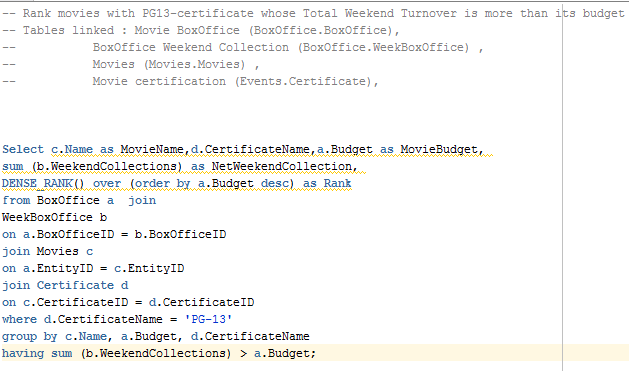 -- Rank movies with PG13-certificate whose Total Weekend Turnover is more than its budget
-- Tables linked : Movie BoxOffice (BoxOffice.BoxOffice),
-- BoxOffice Weekend Collection (BoxOffice.WeekBoxOffice) ,
-- Movies (Movies.Movies) ,
-- Movie certification (Events.Certificate),
Select c.Name as MovieName,d.CertificateName,a.Budget as MovieBudget,
sum (b.WeekendCollections) as NetWeekendCollection,
DENSE_RANK() over (order by a.Budget desc) as Rank
from BoxOffice a join
WeekBoxOffice b
on a.BoxOfficeID = b.BoxOfficeID
join Movies c
on a.EntityID = c.EntityID
join Certificate d
on c.CertificateID = d.CertificateID
where d.CertificateName = 'PG-13'
group by c.Name, a.Budget, d.CertificateName
having sum (b.WeekendCollections) > a.Budget;